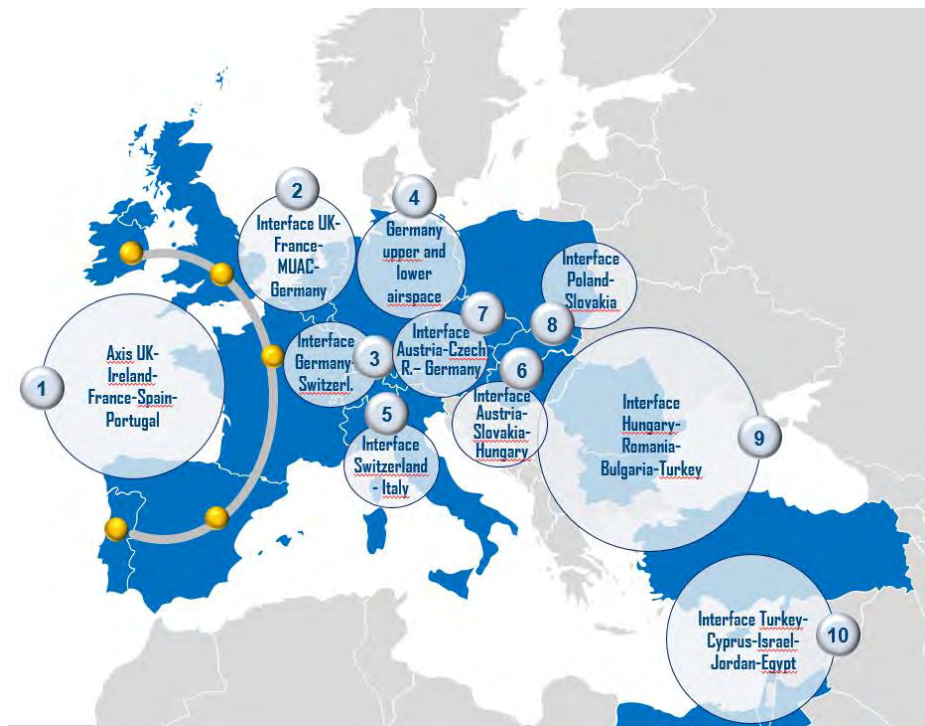 1
Axis UK-
Ireland-
France-Spain-
Portugal
2
Interface UK-
France-
MUAC-
Germany
3
Interface
Germany-
Switzerl.
4
Germany
upper and
lower
airspace
5
Interface
Switzerland
- Italy
6
Interface
Austria-
Slovakia-
Hungary
7
Interface
Austria-Czech
R.– Germany
8
Interface
Poland-
Slovakia
9
Interface
Hungary-
Romania-
Bulgaria-Turkey
10
Interface Turkey-
Cyprus-Israel-
Jordan-Egypt